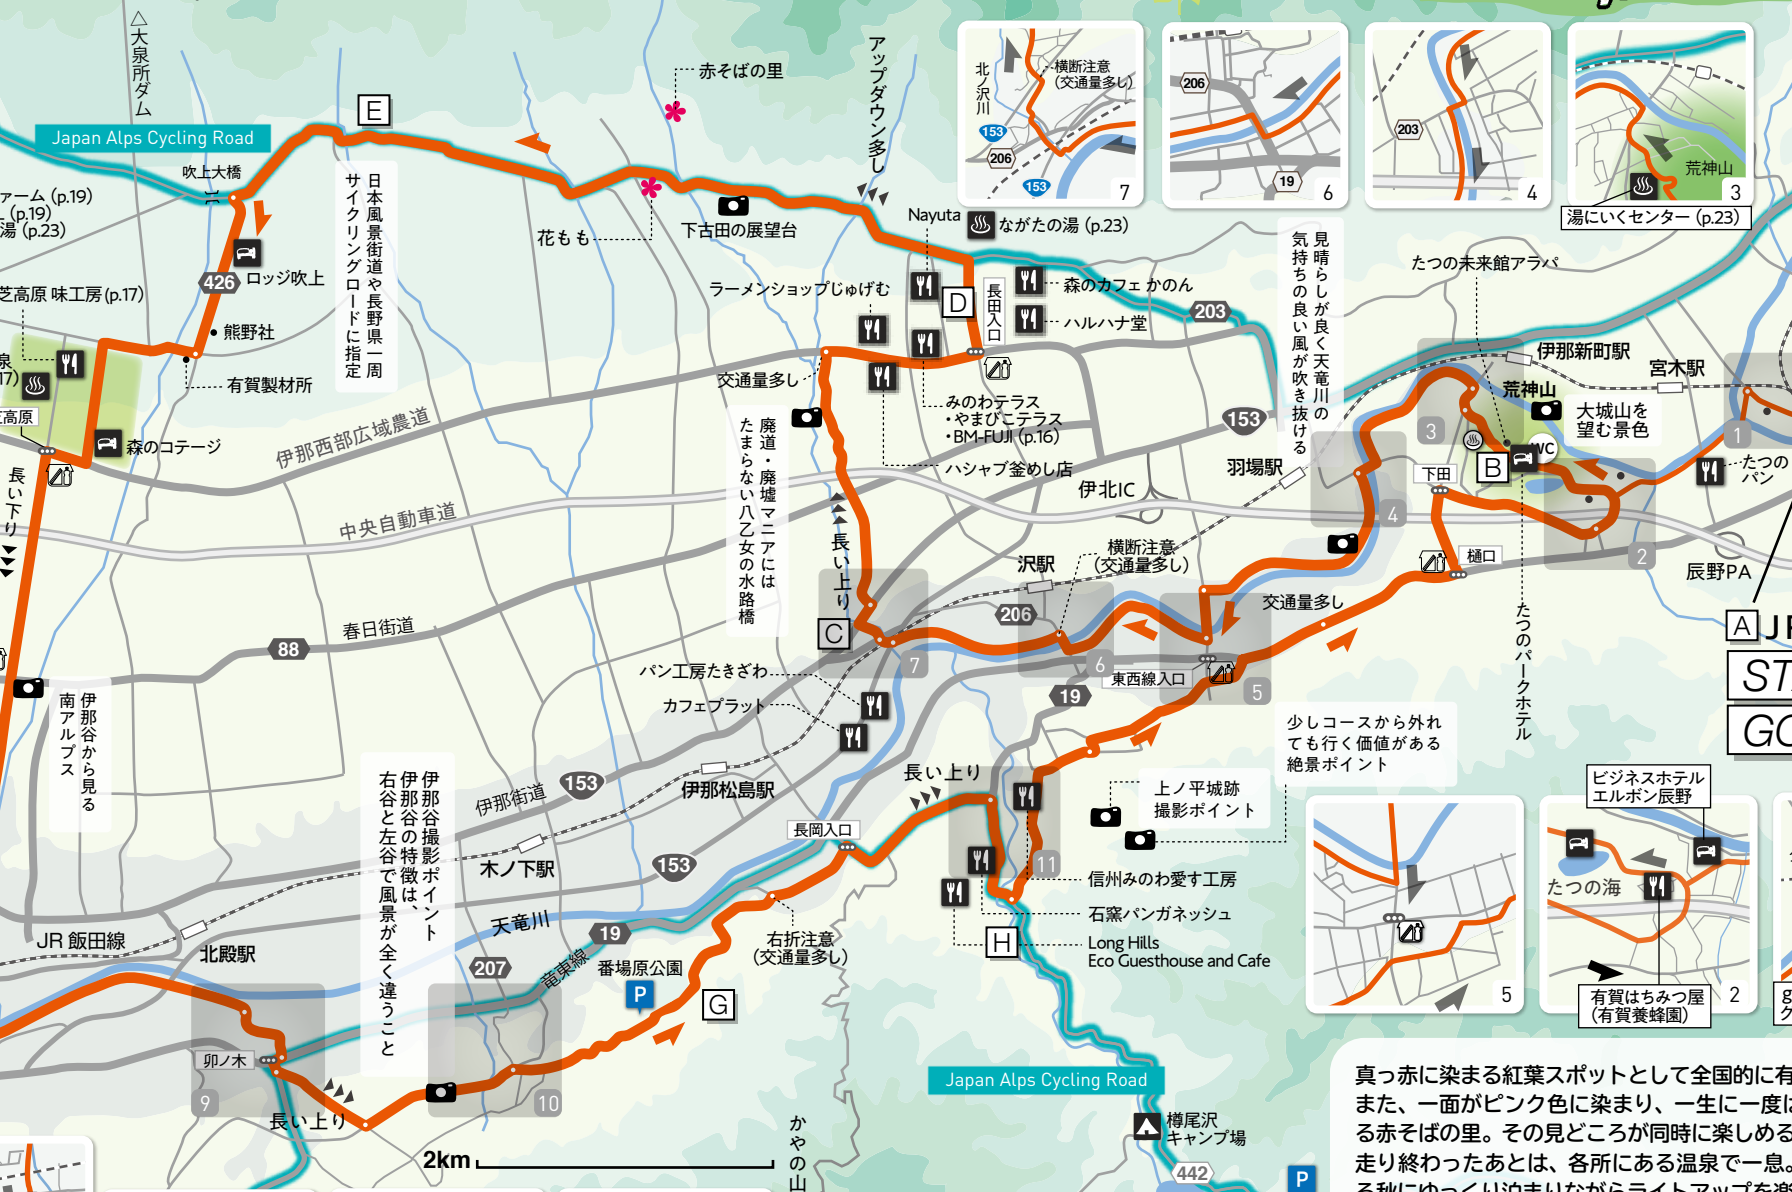 △大泉所ダム
Japan Alps Cycling Road
吹上大橋
ァーム (p.19)
(p.19)
湯 (p.23)
芝高原 味工房 (p.17)
426
ロッジ吹上
熊野社
有賀製材所
泉
17)
芝高原
森のコテージ
長い下り
E
日本風景街道や長野県一周
サイクリングロードに指定
赤そばの里
花もも
下古田の展望台
アップダウン多し
Nayuta
ながたの湯 (p.23)
ラーメンショップじゅげむ
D
長田入口
森のカフェ かのん
ハルハナ堂
203
交通量多し
みのわテラス
・やまびこテラス
・BM-FUJI (p.16)
ハシャブ釜めし店
廃道・廃墟マニアには
たまらない八乙女の水路橋
長い上り
伊那西部広域農道
中央自動車道
春日街道
88
伊那谷から見る
南アルプス
伊北IC
153
羽場駅
見晴らしが良く天竜川の
気持ちの良い風が吹き抜ける
北ノ沢川
横断注意
(交通量多し)
153
206
153
7
206
19
6
203
4
荒神山
3
湯にいくセンター (p.23)
たつの未来館アラパ
伊那新町駅
宮木駅
荒神山
大城山を
望む景色
WC
3
1
B
下田
たつの
パン
4
2
樋口
辰野PA
たつのパークホテル
A
沢駅
横断注意
(交通量多し)
206
交通量多し
C
7
6
東西線入口
5
19
パン工房たきざわ
カフェプラット
伊那街道
153
伊那松島駅
木ノ下駅
153
長い上り
長岡入口
上ノ平城跡
撮影ポイント
少しコースから外れ
ても行く価値がある
絶景ポイント
11
信州みのわ愛す工房
石窯パンガネッシュ
Long Hills
Eco Guesthouse and Cafe
H
伊那谷撮影ポイント
伊那谷の特徴は、
右谷と左谷で風景が全く違うこと
JR 飯田線
北殿駅
天竜川
19
207
竜東線
番場原公園
P
右折注意
(交通量多し)
G
卯ノ木
9
長い上り
10
2km
かやの山
Japan Alps Cycling Road
樽尾沢
キャンプ場
442
P
5
ビジネスホテル
エルボン辰野
たつの海
有賀はちみつ屋
(有賀養蜂園)
2
真っ赤に染まる紅葉スポットとして全国的に有
また、一面がピンク色に染まり、一生に一度は
る赤そばの里。その見どころが同時に楽しめる
走り終わったあとは、各所にある温泉で一息。